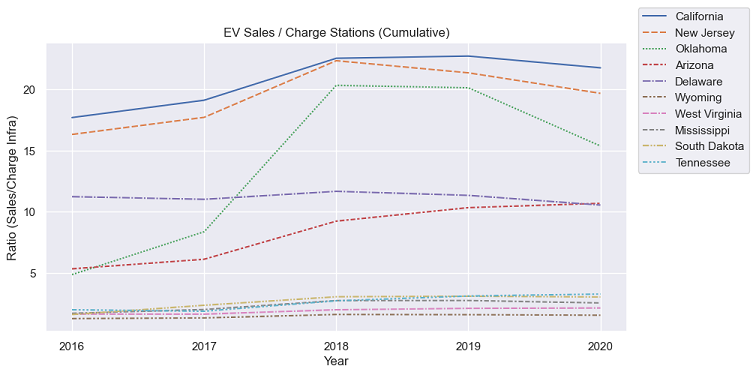 EV Sales / Charge Stations (Cumulative)
California
New Jersey
Oklahoma
Arizona
Delaware
Wyoming
West Virginia
Mississippi
South Dakota
Tennessee
Ratio (Sales/Charge Infra)
20
15
10
5
2016 2017 2018 2019 2020
Year